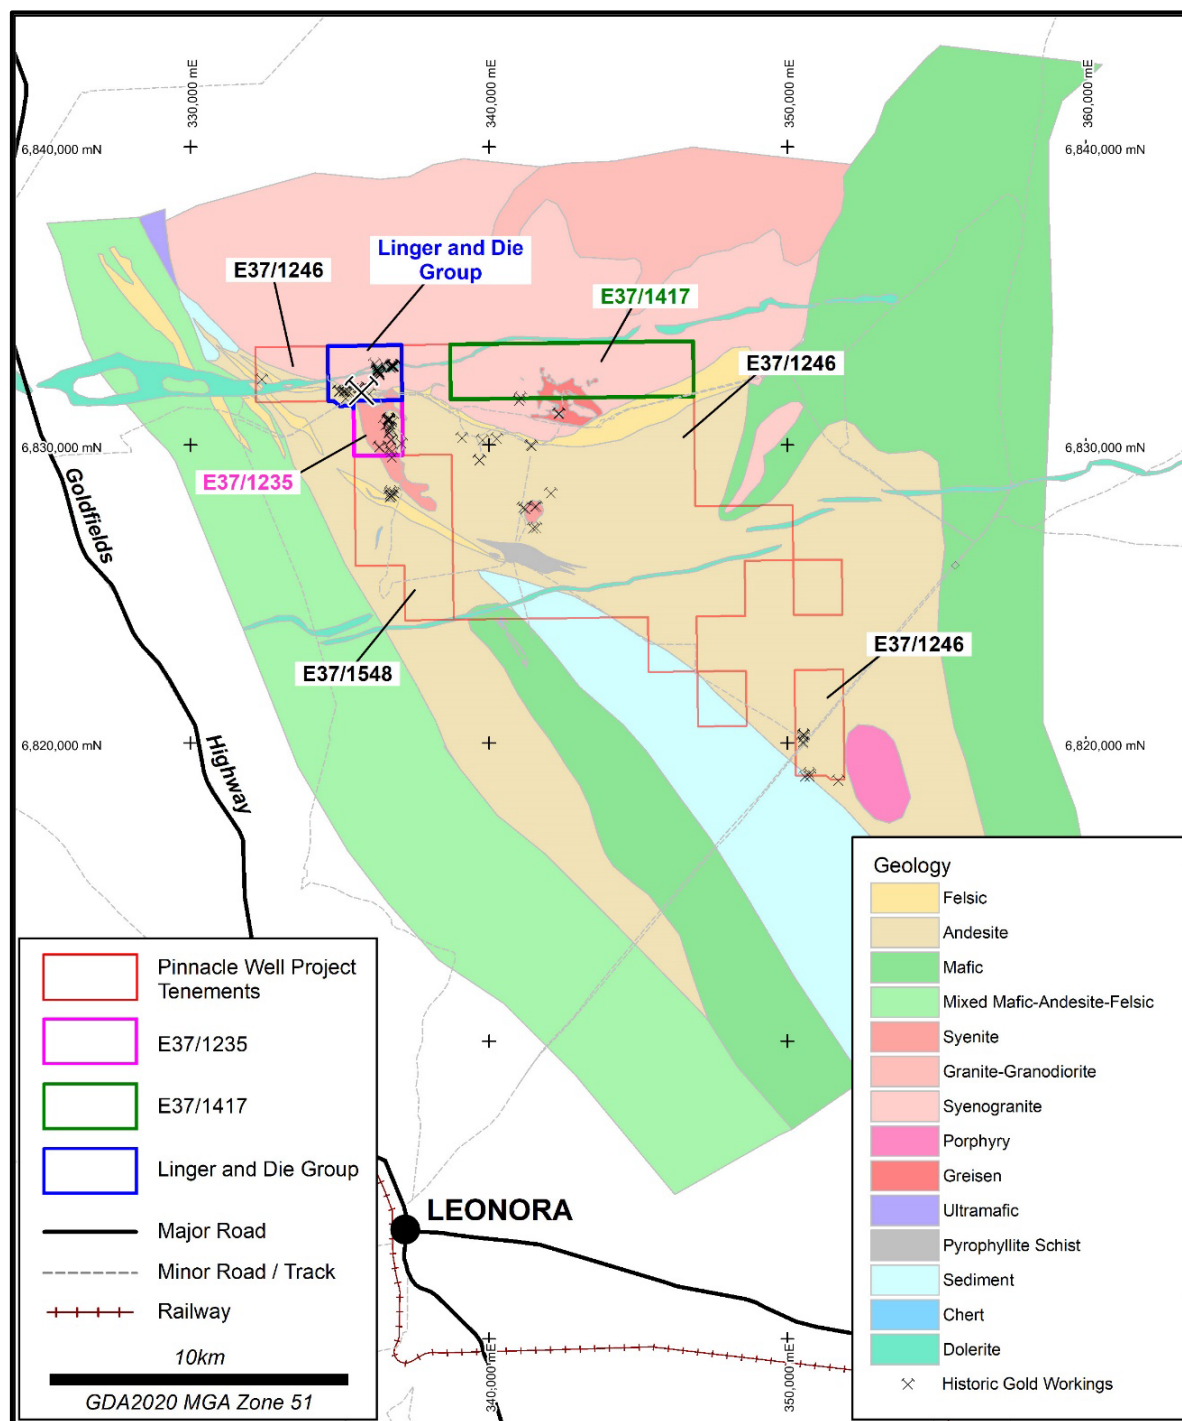 330,000 mE
340,000 mE
350,000 mE
360,000 mE
6,840,000 mN
6,840,000 mN
Linger and Die
Group
E37/1246
E37/1417
E37/1246
6,830,000 mN
6,830,000 mN
E37/1235
Goldfields
Highway
E37/1548
E37/1246
6,820,000 mN
6,820,000 mN
Geology
Felsic
Andesite
Mafic
Mixed Mafic-Andesite-Felsic
Syenite
Granite-Granodiorite
Syenogranite
Porphyry
Greisen
Ultramafic
Pyrophyllite Schist
Sediment
Chert
Dolerite
Historic Gold Workings
Pinnacle Well Project
Tenements
E37/1235
E37/1417
Linger and Die Group
Major Road
Minor Road / Track
Railway
10km
GDA2020 MGA Zone 51
LEONORA
340,000 mE
350,000 mE